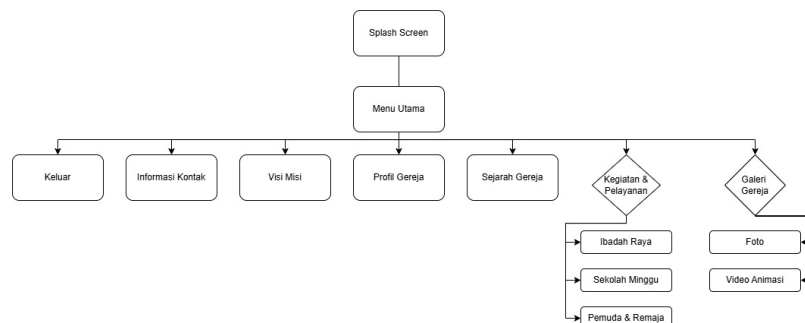 Splash Screen
Menu Utama
Keluar
Informasi Kontak
Visi Misi
Profil Gereja
Sejarah Gereja
Kegiatan &
Pelayanan
Galeri
Gereja
Ibadah Raya
Sekolah Minggu
Pemuda & Remaja
Foto
Video Animasi